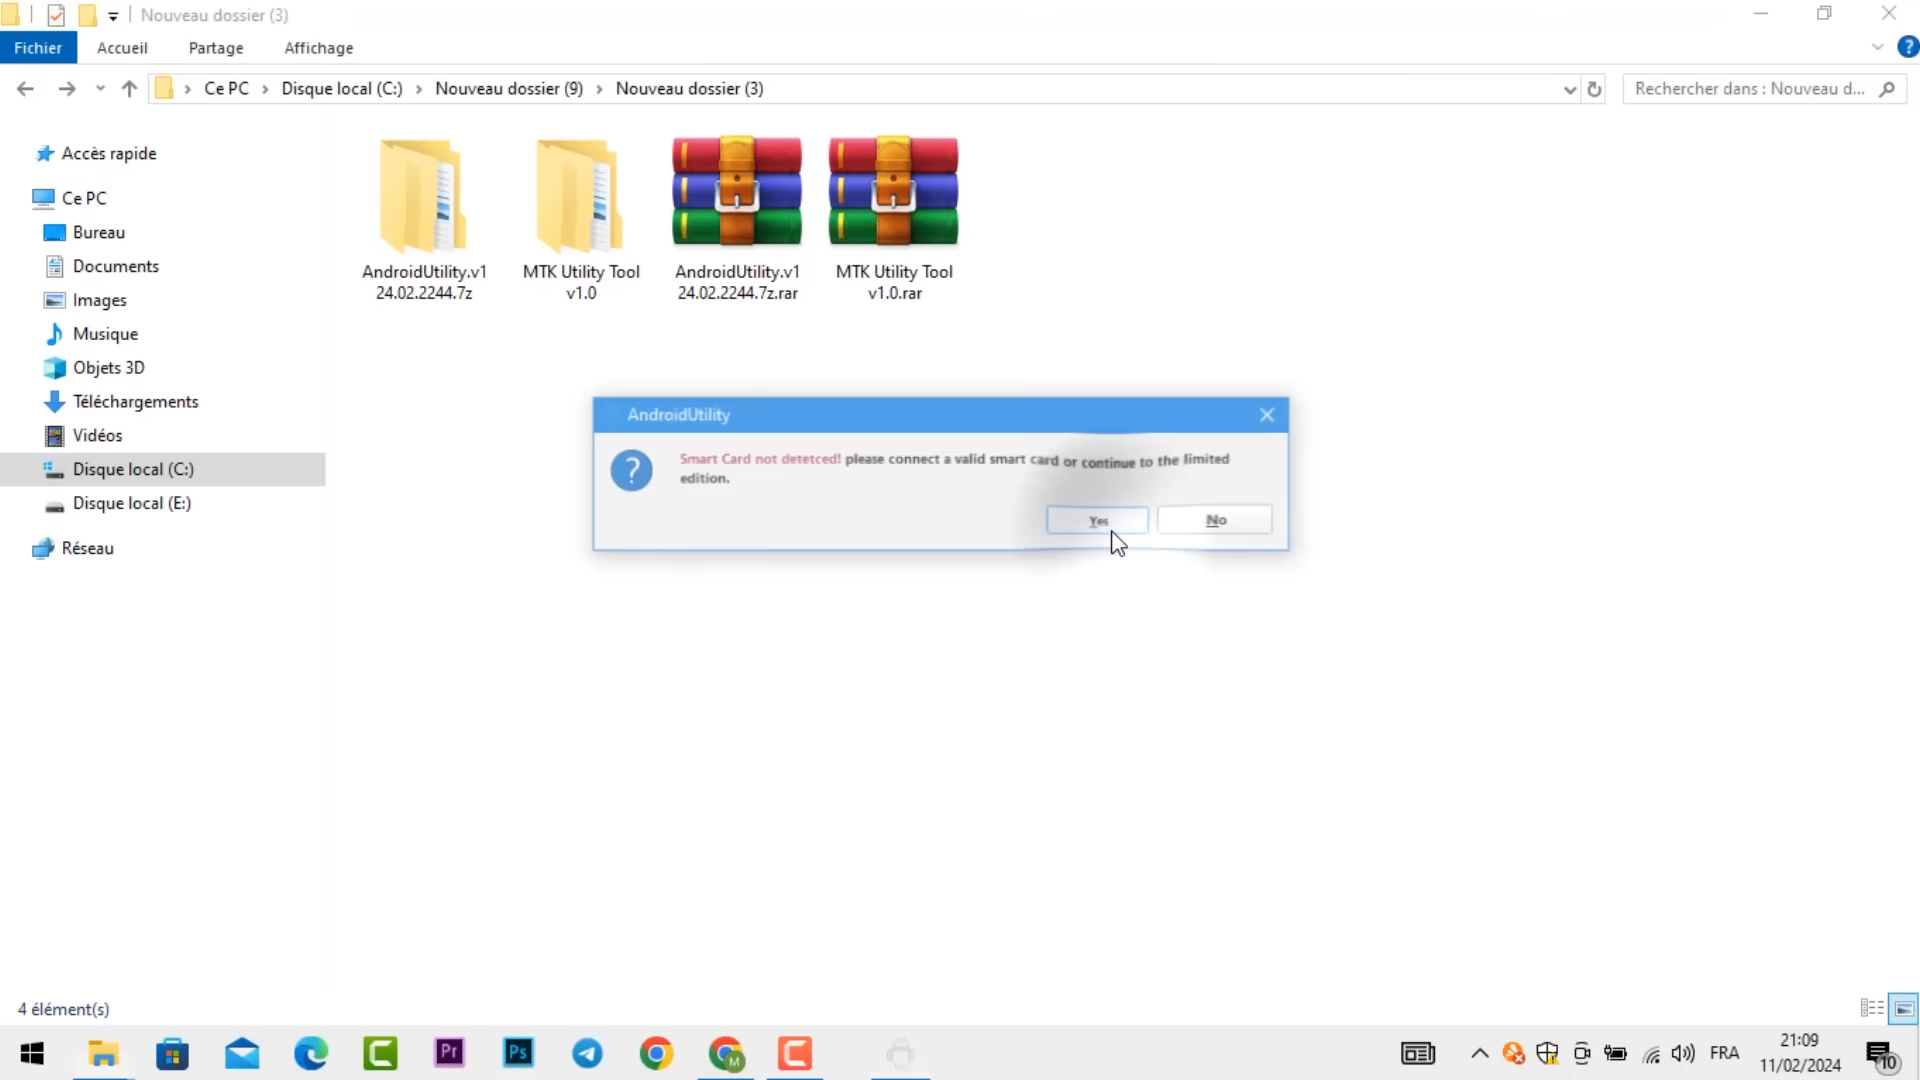 Nouveau dossier (3)
Fichier Accueil Partage Affichage
Ce PC Disque local (C:) Nouveau dossier (9) Nouveau dossier (3)
Rechercher dans : Nouveau d...
Accès rapide
Ce PC
Bureau
Documents
Images
Musique
Objets 3D
Téléchargements
Vidéos
Disque local (C:)
Disque local (E:)
Réseau
AndroidUtility.v1
24.02.2244.7z
MTK Utility Tool
v1.0
AndroidUtility.v1
24.02.2244.7z.rar
MTK Utility Tool
v1.0.rar
AndroidUtility
Smart Card not detetced! please connect a valid smart card or continue to the limited
edition.
Yes No
4 élément(s)
Pr
Ps
M
FRA
21:09
11/02/2024
10